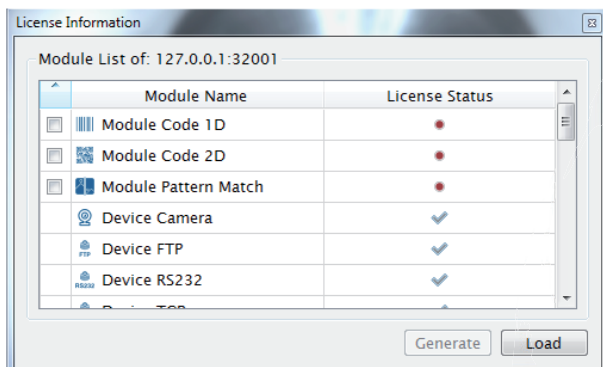 License Information
Module List of: 127.0.0.1:32001
Module Name License Status
Module Code 1D
Module Code 2D
Module Pattern Match
Device Camera
FTP Device FTP
RS232 Device RS232
Generate Load